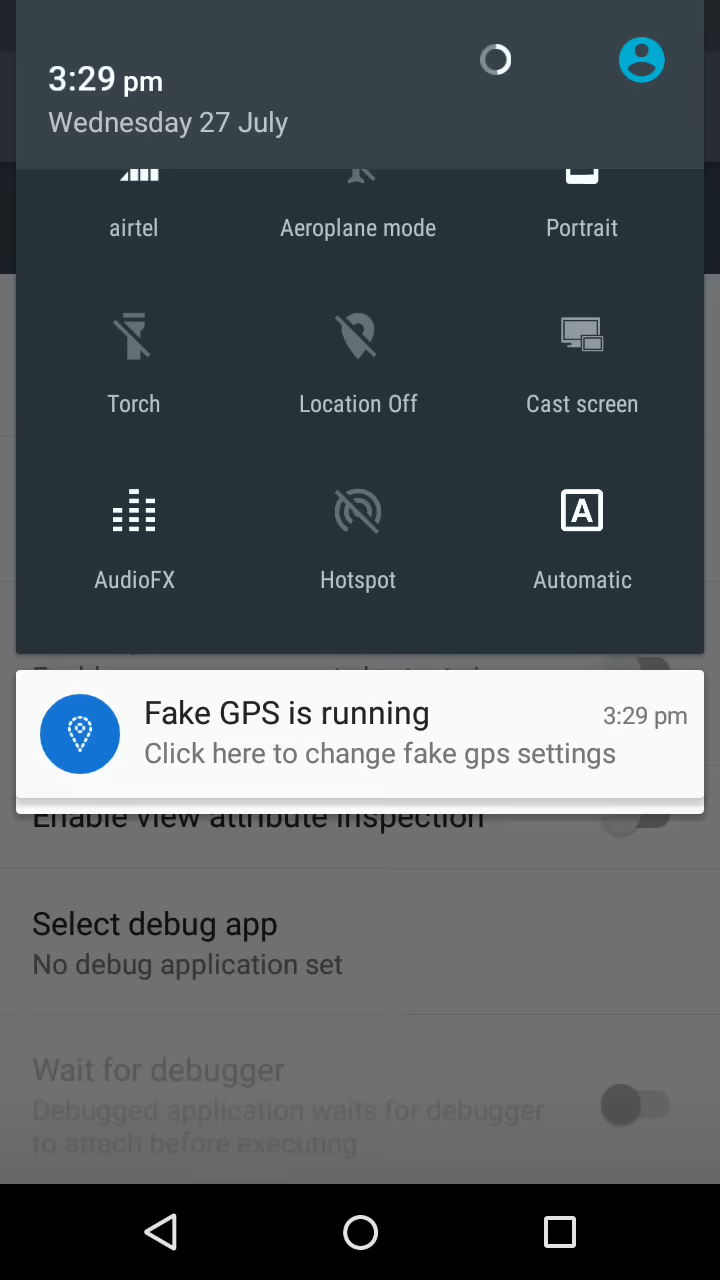 3:29 pm
Wednesday 27 July
airtel
Aeroplane mode
Portrait
Torch
Location Off
Cast screen
AudioFX
Hotspot
A
Automatic
Fake GPS is running
3:29 pm
Click here to change fake gps settings
Enable view attribute inspection
Select debug app
No debug application set
Wait for debugger
Debugged application waits for debugger
to attach before executing